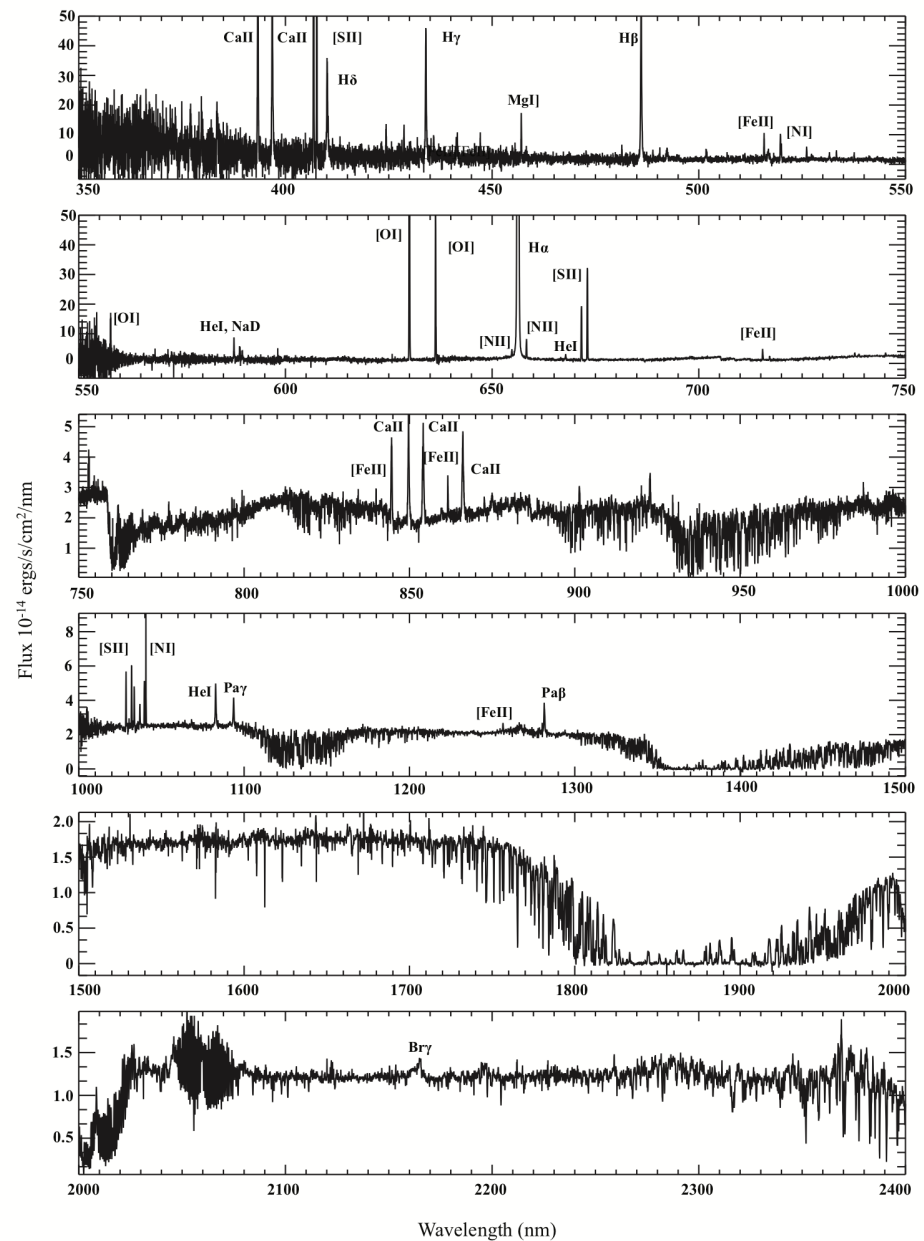 50
40
30
20
10
0
CaII CaII [SII] Hγ Hβ
Hδ
MgI]
[FeII] [NI]
350 400 450 500 550
50
40
30
20
10
0
[OI] [OI] Hα
[SII]
[OI] HeI, NaD [NII] [NII] HeI [FeII]
550 600 650 700 750
5
4
3
2
1
CaII CaII
[FeII] [FeII] CaII
750 800 850 900 950 1000
Flux 10-14 ergs/s/cm2/nm
8
6
4
2
0
[SII] [NI]
HeI Paγ [FeII] Paβ
1000 1100 1200 1300 1400 1500
2.0
1.5
1.0
0.5
0
1500 1600 1700 1800 1900 2000
1.5
1.0
0.5
Brγ
2000 2100 2200 2300 2400
Wavelength (nm)